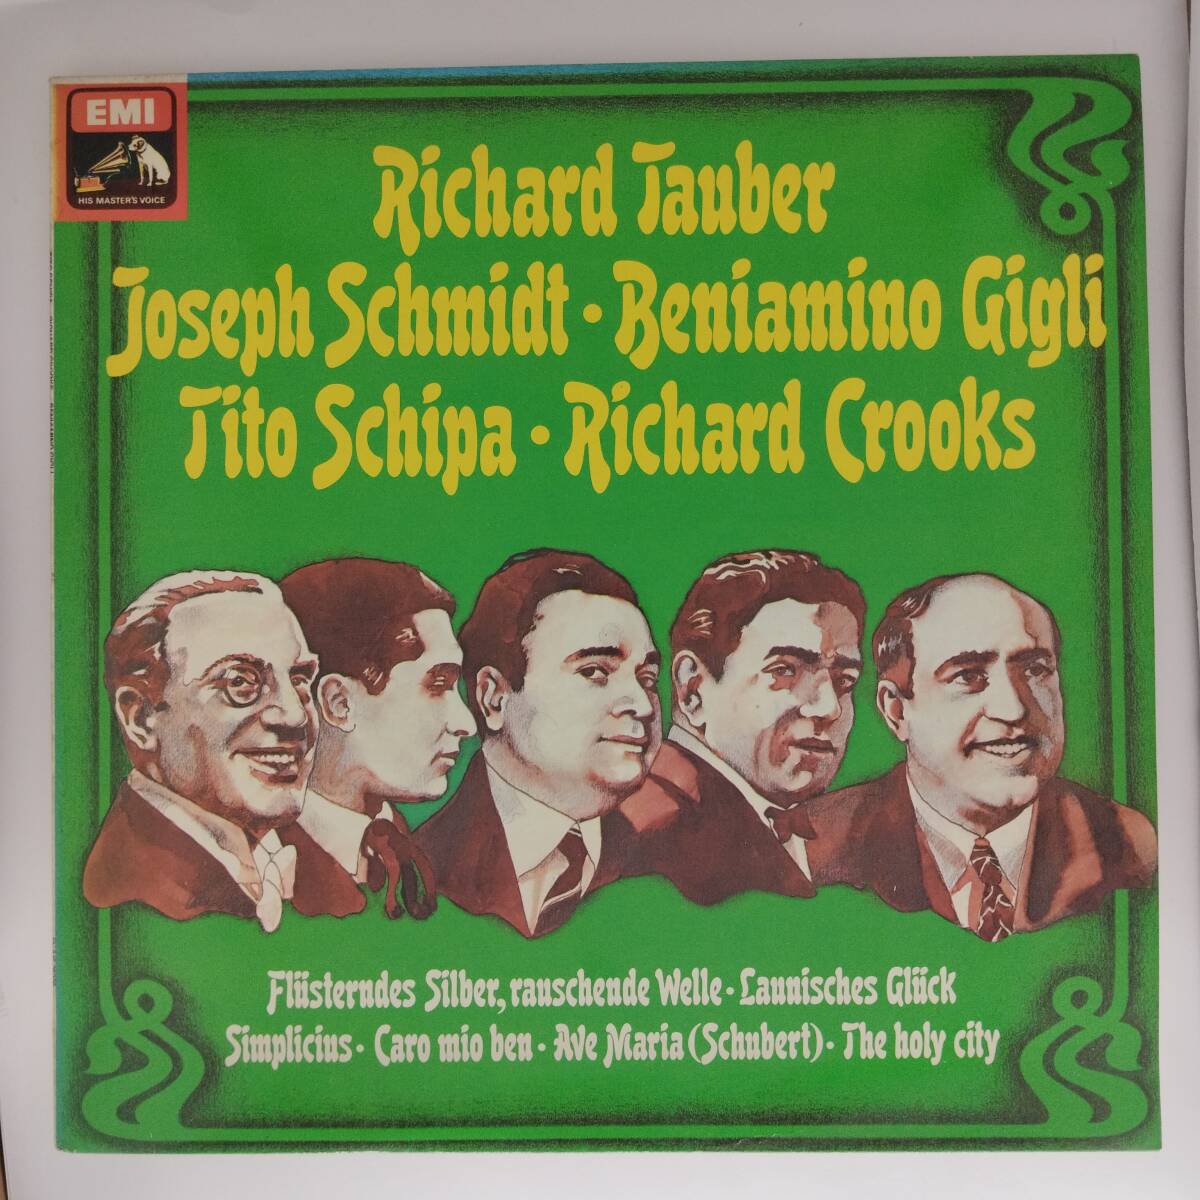 EMI
HIS MASTER'S VOICE
Richard Tauber
Joseph Schmidt · Beniamino Gigli
Tito Schipa · Richard Crooks
Flüsterndes Silber, rauschende Welle · Launisches Glück
Simplicius · Caro mio ben · Ave Maria (Schubert) · The holy city